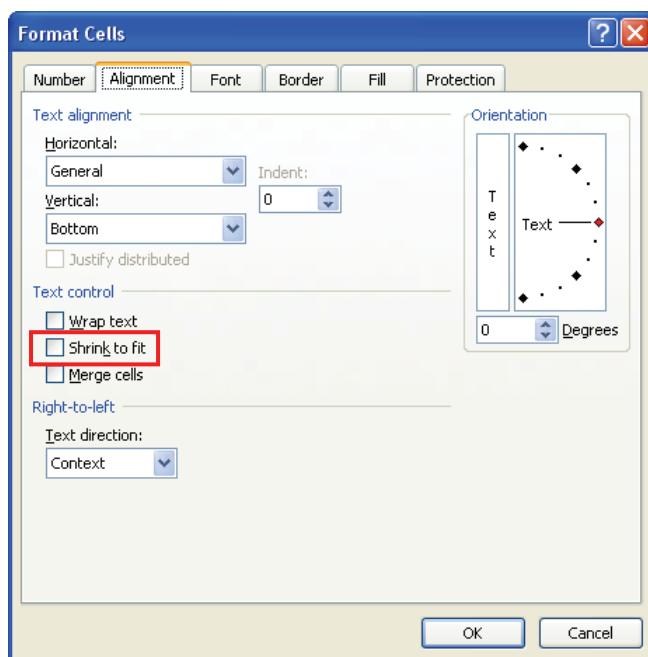 Format Cells
Number Alignment Font Border Fill Protection
Text alignment
Horizontal:
General
Indent:
Vertical:
0
Bottom
Justify distributed
Text control
Wrap text
Shrink to fit
Merge cells
Right-to-left
Text direction:
Context
Orientation
Text
Text
0 Degrees
OK Cancel